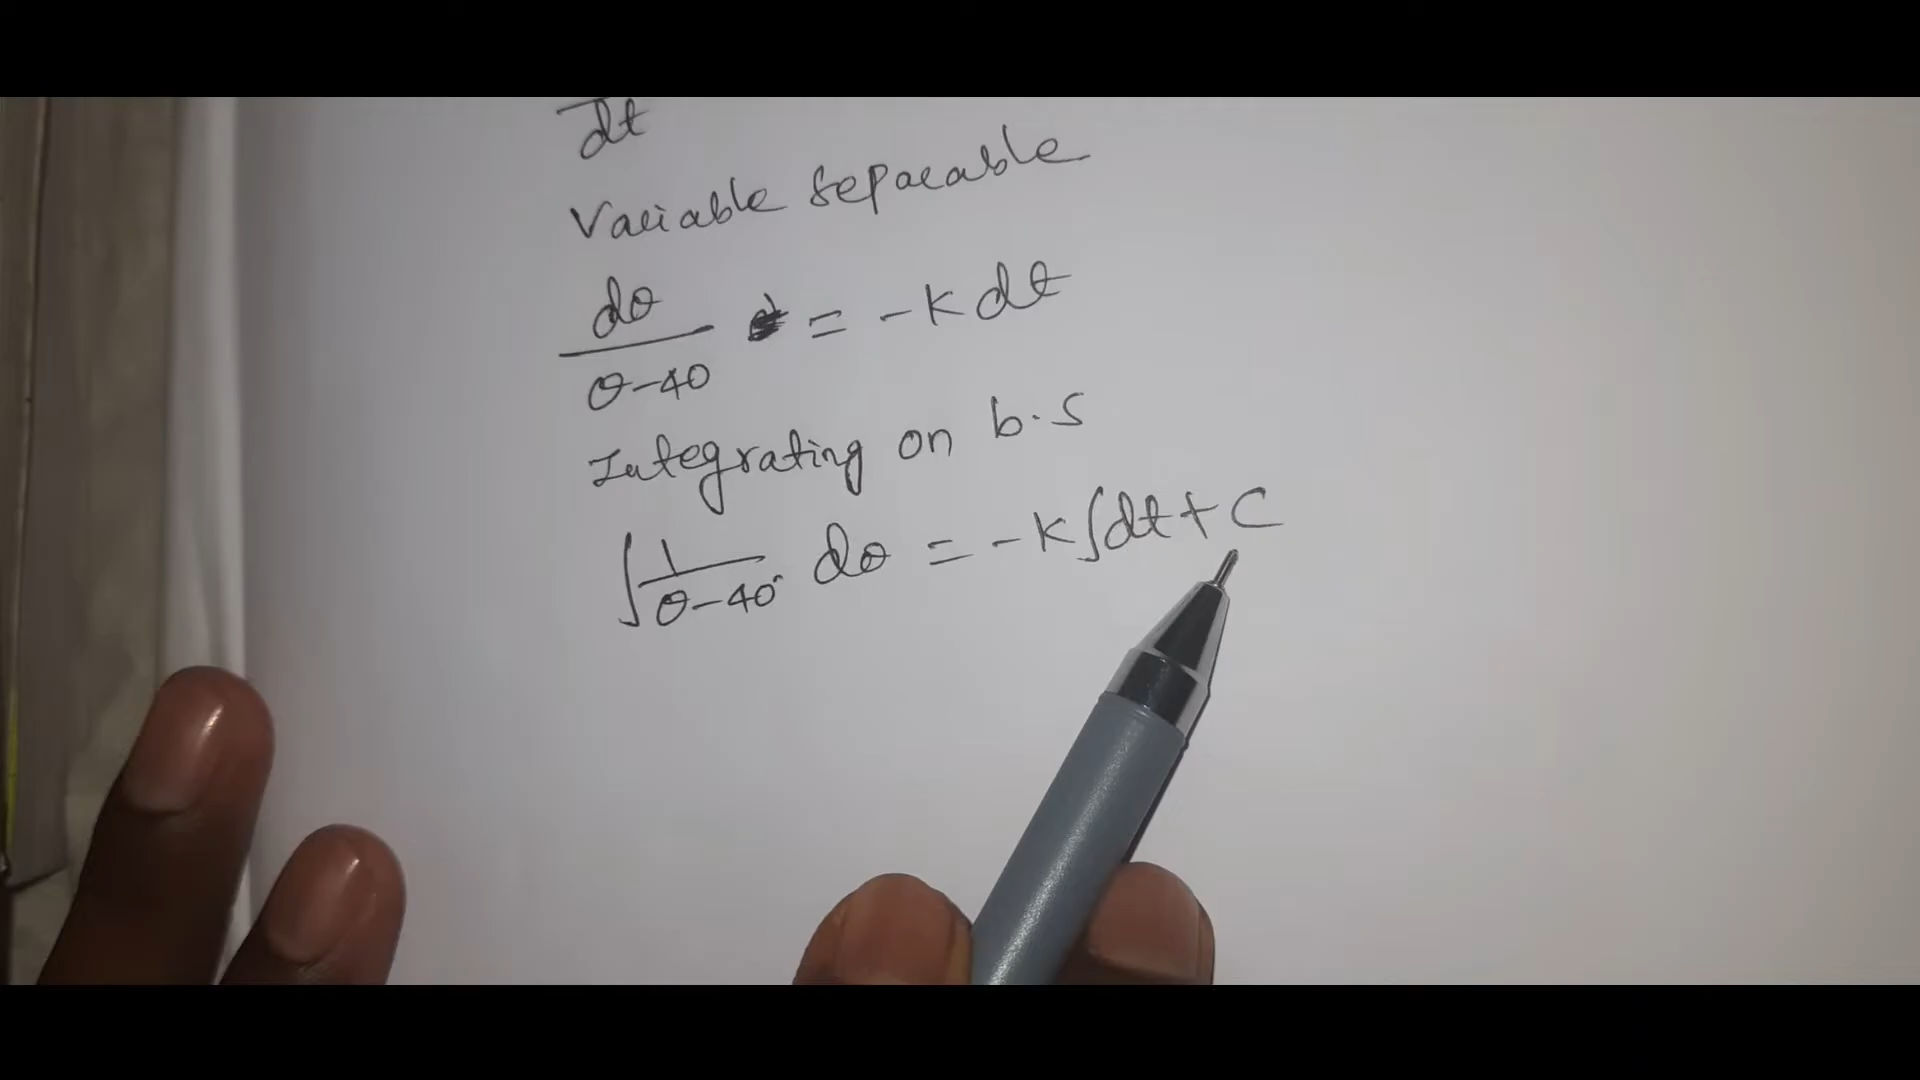 dt
Variable separable
dθ/θ-40 = -k dt
Integrating on b.s
∫ 1/θ-40° dθ = -k∫dt + C